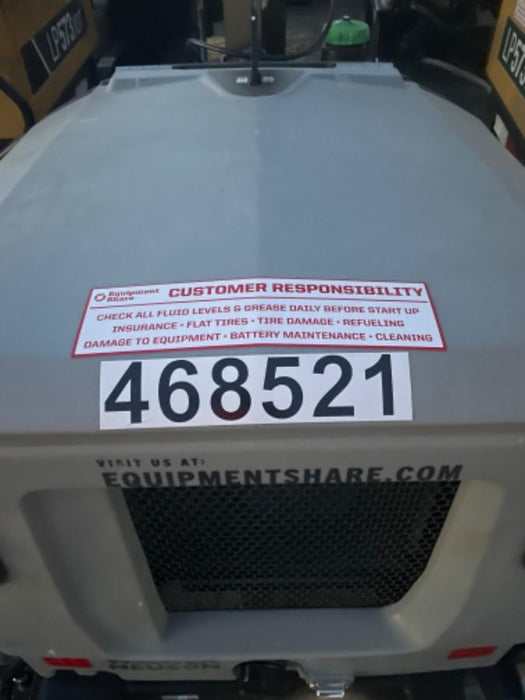 LP573
Equipment
Share
CUSTOMER RESPONSIBILITY
CHECK ALL FLUID LEVELS & GREASE DAILY BEFORE START UP
INSURANCE • FLAT TIRES • TIRE DAMAGE • REFUELING
DAMAGE TO EQUIPMENT • BATTERY MAINTENANCE • CLEANING
468521
VISIT US AT:
EQUIPMENTSHARE.COM